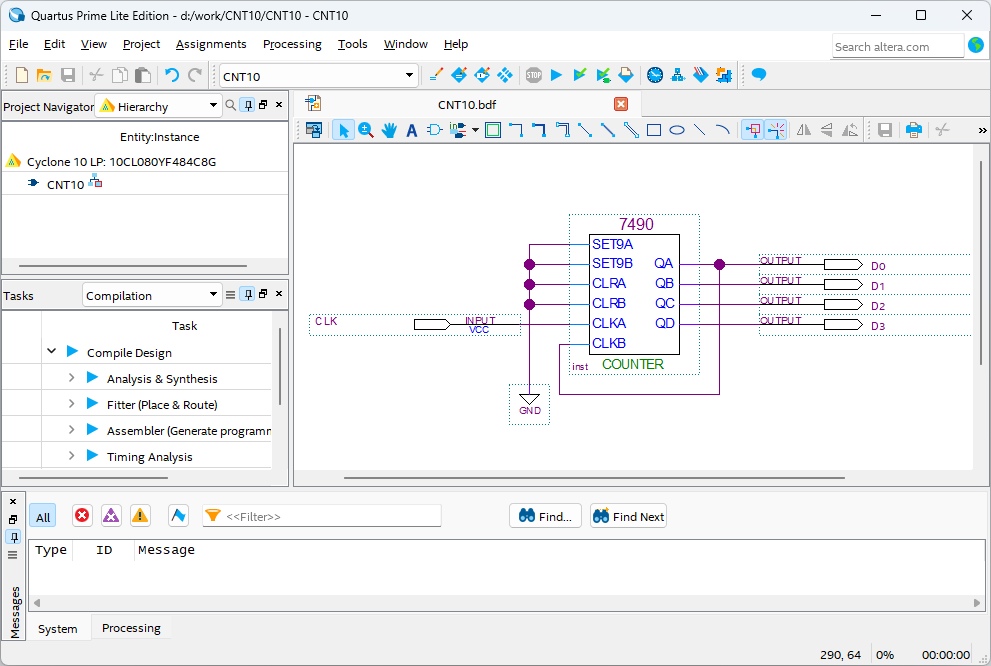 Quartus Prime Lite Edition - d:/work/CNT10/CNT10 - CNT10
File Edit View Project Assignments Processing Tools Window Help
Search altera.com
CNT10
STOP
Project Navigator Hierarchy
Entity:Instance
Cyclone 10 LP: 10CL080YF484C8G
CNT10
Tasks Compilation
Task
Compile Design
Analysis & Synthesis
Fitter (Place & Route)
Assembler (Generate programm
Timing Analysis
CNT10.bdf
A
»
7490
SET9A
SET9B QA
CLRA QB
CLRB QC
CLKA QD
CLKB
inst COUNTER
CLK INPUT
VCC
GND
OUTPUT D0
OUTPUT D1
OUTPUT D2
OUTPUT D3
Messages
All <<Filter>> Find... Find Next
Type ID Message
System Processing
290, 64 0% 00:00:00